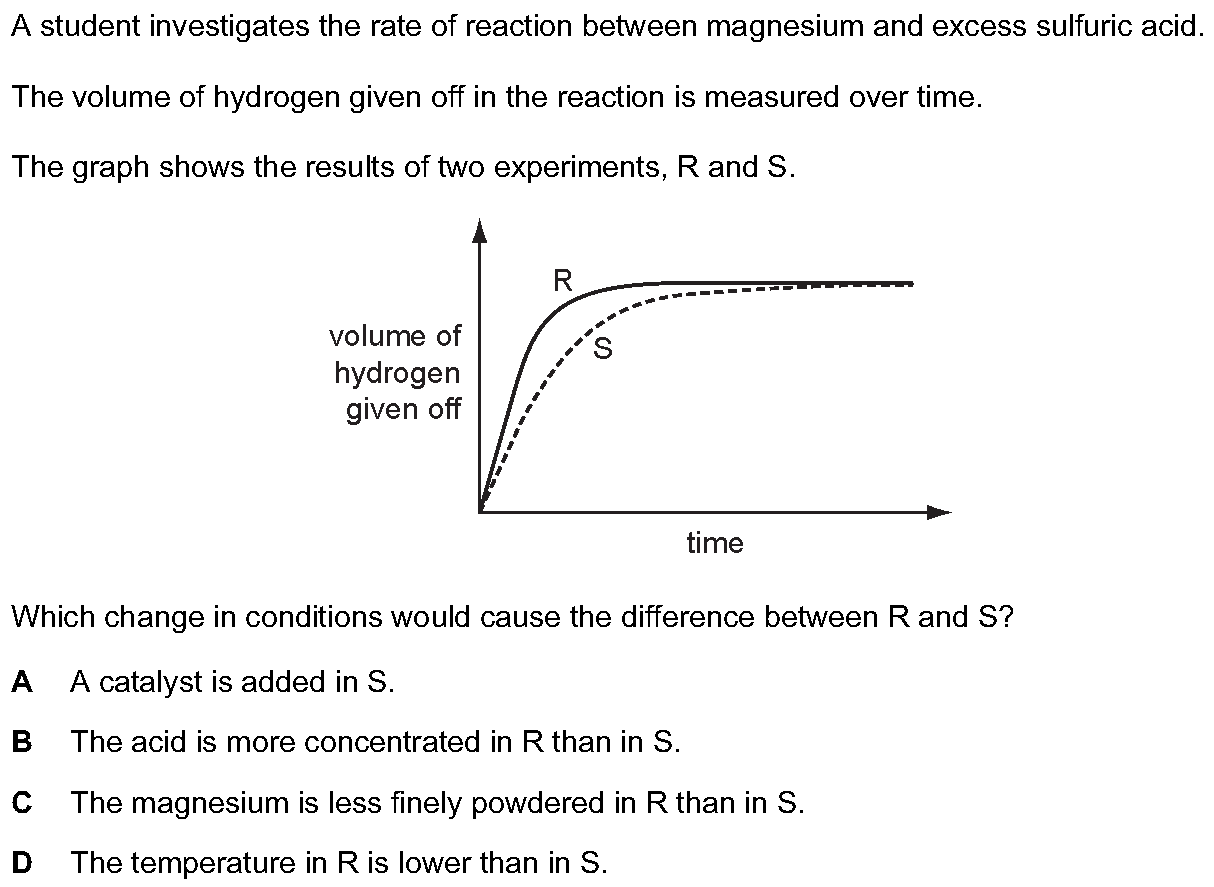 A student investigates the rate of reaction between magnesium and excess sulfuric acid.
The volume of hydrogen given off in the reaction is measured over time.
The graph shows the results of two experiments, R and S.
R
S
volume of
hydrogen
given off
time
Which change in conditions would cause the difference between R and S?
A A catalyst is added in S.
B The acid is more concentrated in R than in S.
C The magnesium is less finely powdered in R than in S.
D The temperature in R is lower than in S.